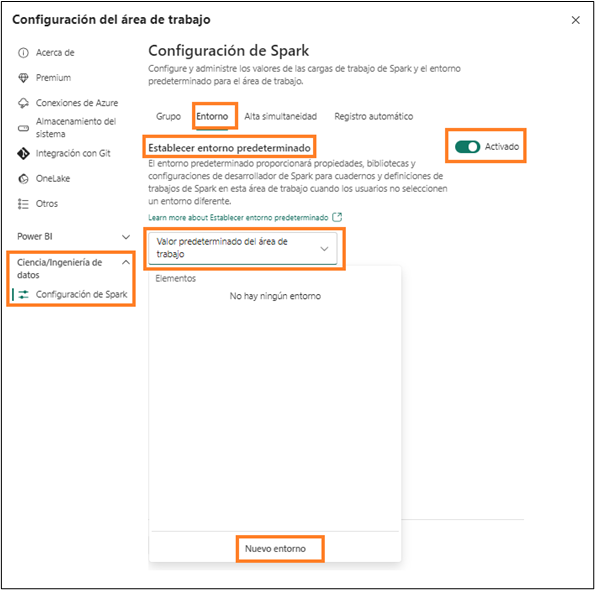 Configuración del área de trabajo
Acerca de
Premium
Conexiones de Azure
Almacenamiento del
sistema
Integración con Git
OneLake
Otros
Power BI
Ciencia/Ingeniería de
datos
Configuración de Spark
Configuración de Spark
Configure y administre los valores de las cargas de trabajo de Spark y el entorno
predeterminado para el área de trabajo.
Grupo
Entorno
Alta simultaneidad
Registro automático
Establecer entorno predeterminado
Activado
El entorno predeterminado proporcionará propiedades, bibliotecas y
configuraciones de desarrollador de Spark para cuadernos y definiciones de
trabajos de Spark en esta área de trabajo cuando los usuarios no seleccionen
un entorno diferente.
Learn more about Establecer entorno predeterminado
Valor predeterminado del área de
trabajo
Elementos
No hay ningún entorno
Nuevo entorno